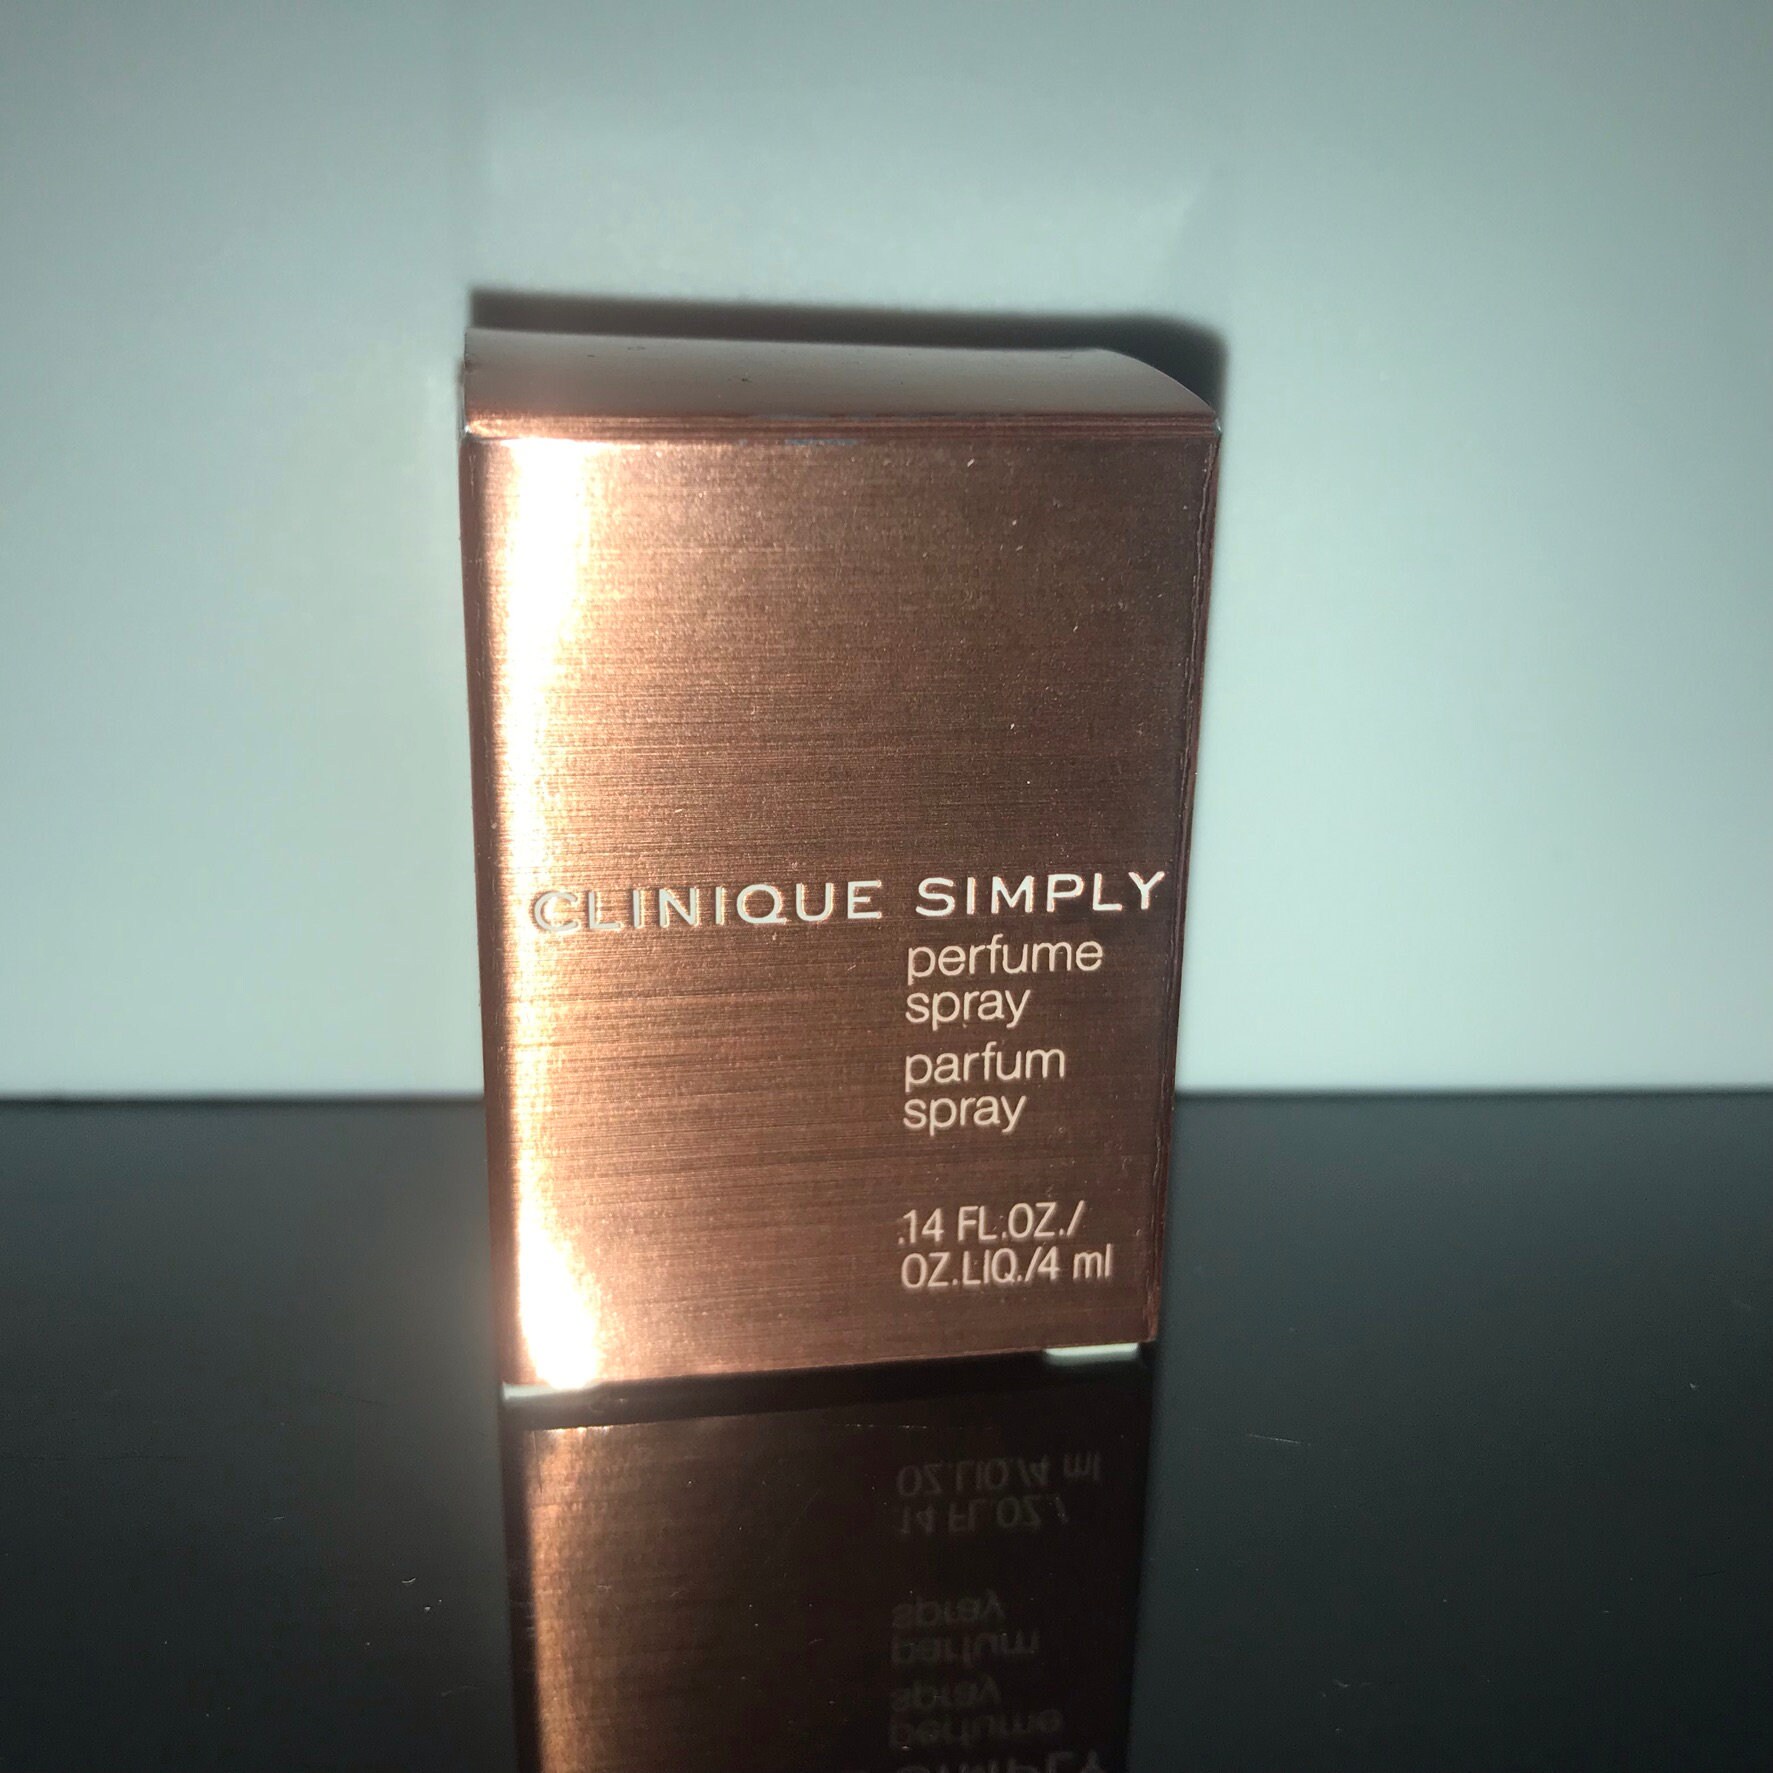 CLINIQUE SIMPLY
perfume
spray
parfum
spray
.14 FL.OZ./
OZ.LIQ./4 ml